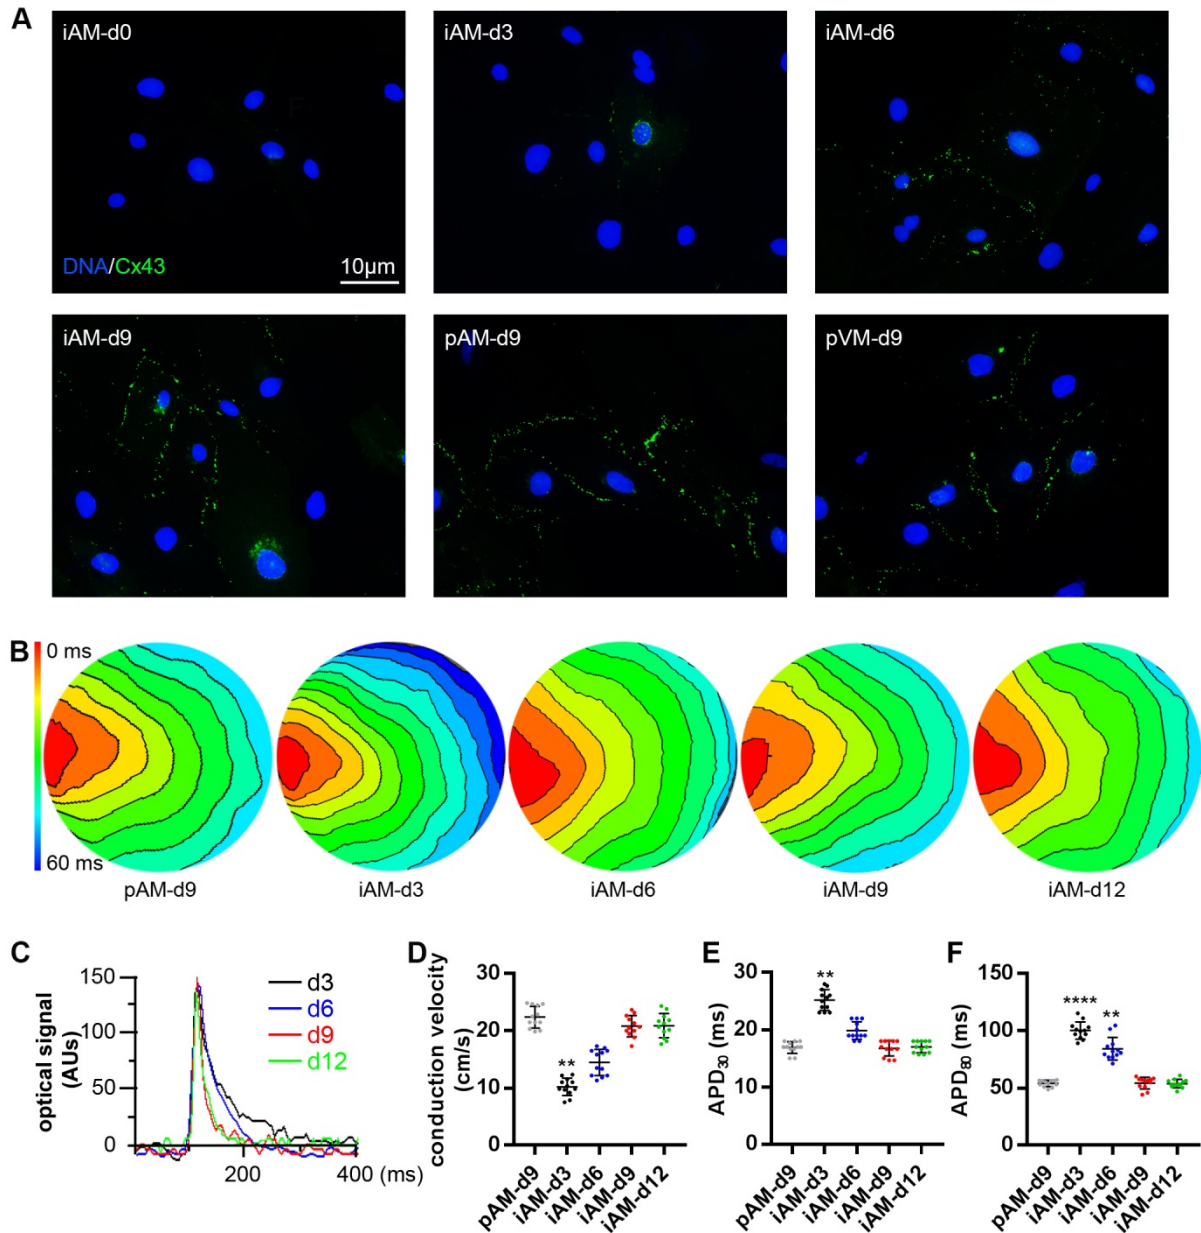 A
iAM-d0
iAM-d3
iAM-d6
DNA/Cx43
10µm
iAM-d9
pAM-d9
pVM-d9
B
0 ms
60 ms
pAM-d9
iAM-d3
iAM-d6
iAM-d9
iAM-d12
C
optical signal
(AUs)
150
100
50
0
200
400 (ms)
d3
d6
d9
d12
D
conduction velocity
(cm/s)
30
20
10
0
**
pAM-d9
iAM-d3
iAM-d6
iAM-d9
iAM-d12
E
APD30 (ms)
30
20
10
0
**
pAM-d9
iAM-d3
iAM-d6
iAM-d9
iAM-d12
F
APD80 (ms)
150
100
50
0
****
**
pAM-d9
iAM-d3
iAM-d6
iAM-d9
iAM-d12